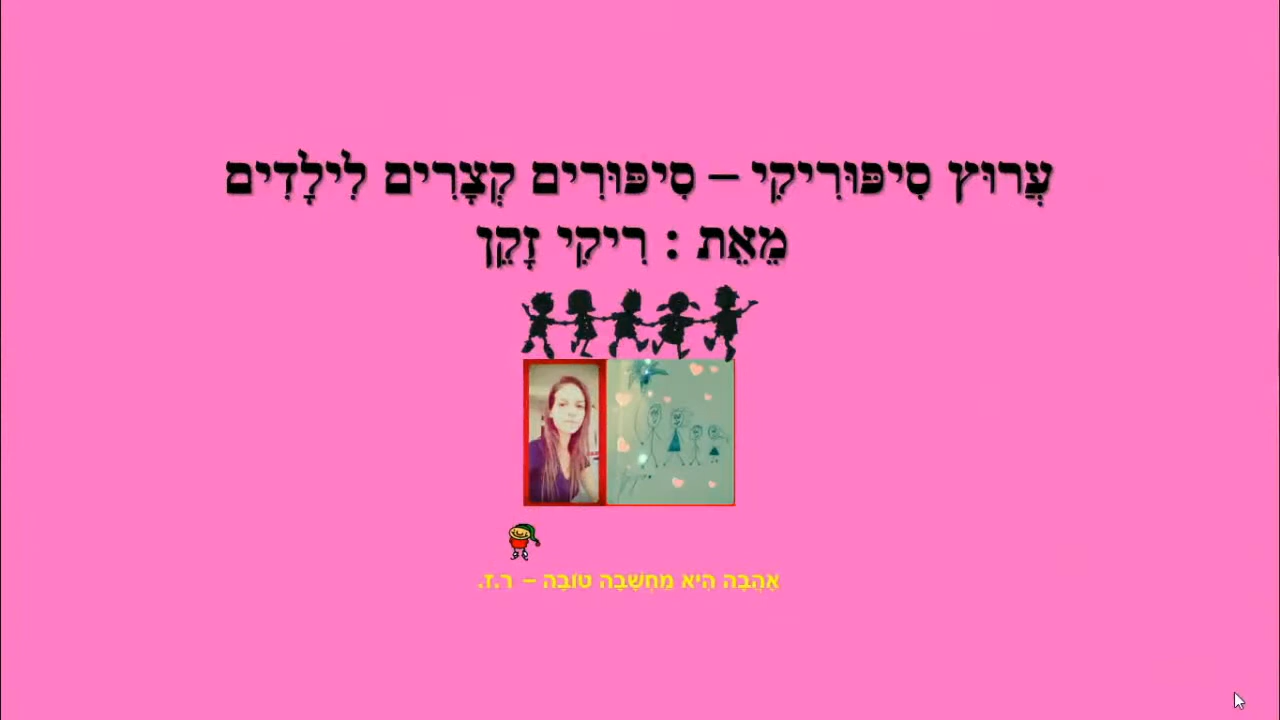 עֲרוּץ סִיפּוּרִיקִי – סִיפּוּרִים קְצָרִים לִילָדִים
מֵאֵת : רִיקִי זָקֵן
אַהֲבָה הִיא מַחְשָׁבָה טוֹבָה – ר.ז.